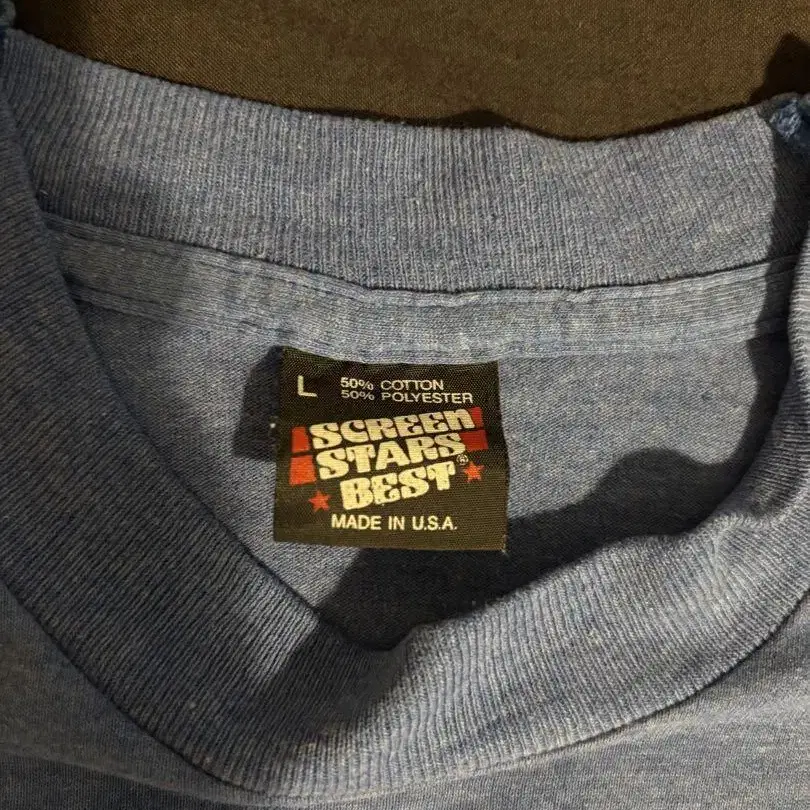 L
50% COTTON
50% POLYESTER
SCREEN
STARS
BEST®
MADE IN U.S.A.